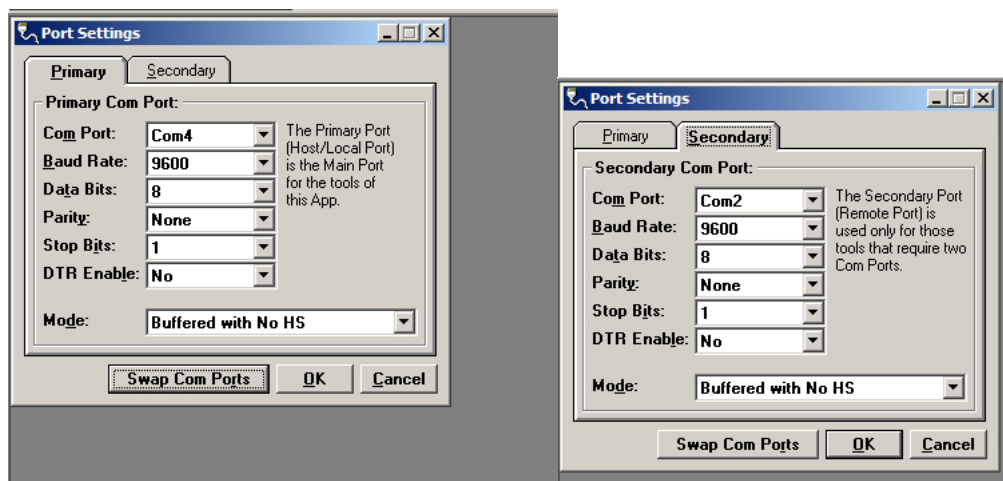 Port Settings
Primary
Secondary
Primary Com Port:
Com Port:
Com4
Baud Rate:
9600
Data Bits:
8
Parity:
None
Stop Bits:
1
DTR Enable:
No
The Primary Port
(Host/Local Port)
is the Main Port
for the tools of
this App.
Mode:
Buffered with No HS
Swap Com Ports
OK
Cancel
Port Settings
Primary
Secondary
Secondary Com Port:
Com Port:
Com2
Baud Rate:
9600
Data Bits:
8
Parity:
None
Stop Bits:
1
DTR Enable:
No
The Secondary Port
(Remote Port) is
used only for those
tools that require two
Com Ports.
Mode:
Buffered with No HS
Swap Com Ports
OK
Cancel